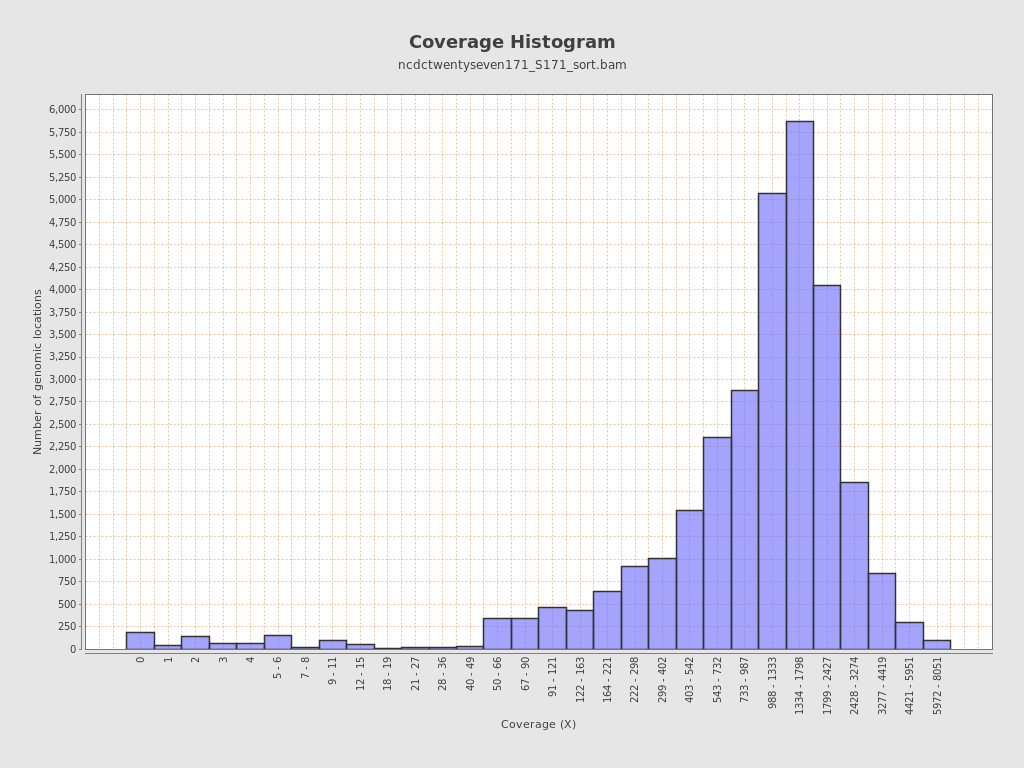 Coverage Histogram
ncdctwentyseven171_S171_sort.bam
6,000
5,750
5,500
5,250
5,000
4,750
4,500
4,250
4,000
3,750
3,500
3,250
3,000
2,750
2,500
2,250
2,000
1,750
1,500
1,250
1,000
750
500
250
0
Number of genomic locations
0
1
2
3
4
5 - 6
7 - 8
9 - 11
12 - 15
18 - 19
21 - 27
28 - 36
40 - 49
50 - 66
67 - 90
91 - 121
122 - 163
164 - 221
222 - 298
299 - 402
403 - 542
543 - 732
733 - 987
988 - 1333
1334 - 1798
1799 - 2427
2428 - 3274
3277 - 4419
4421 - 5951
5972 - 8051
Coverage (X)